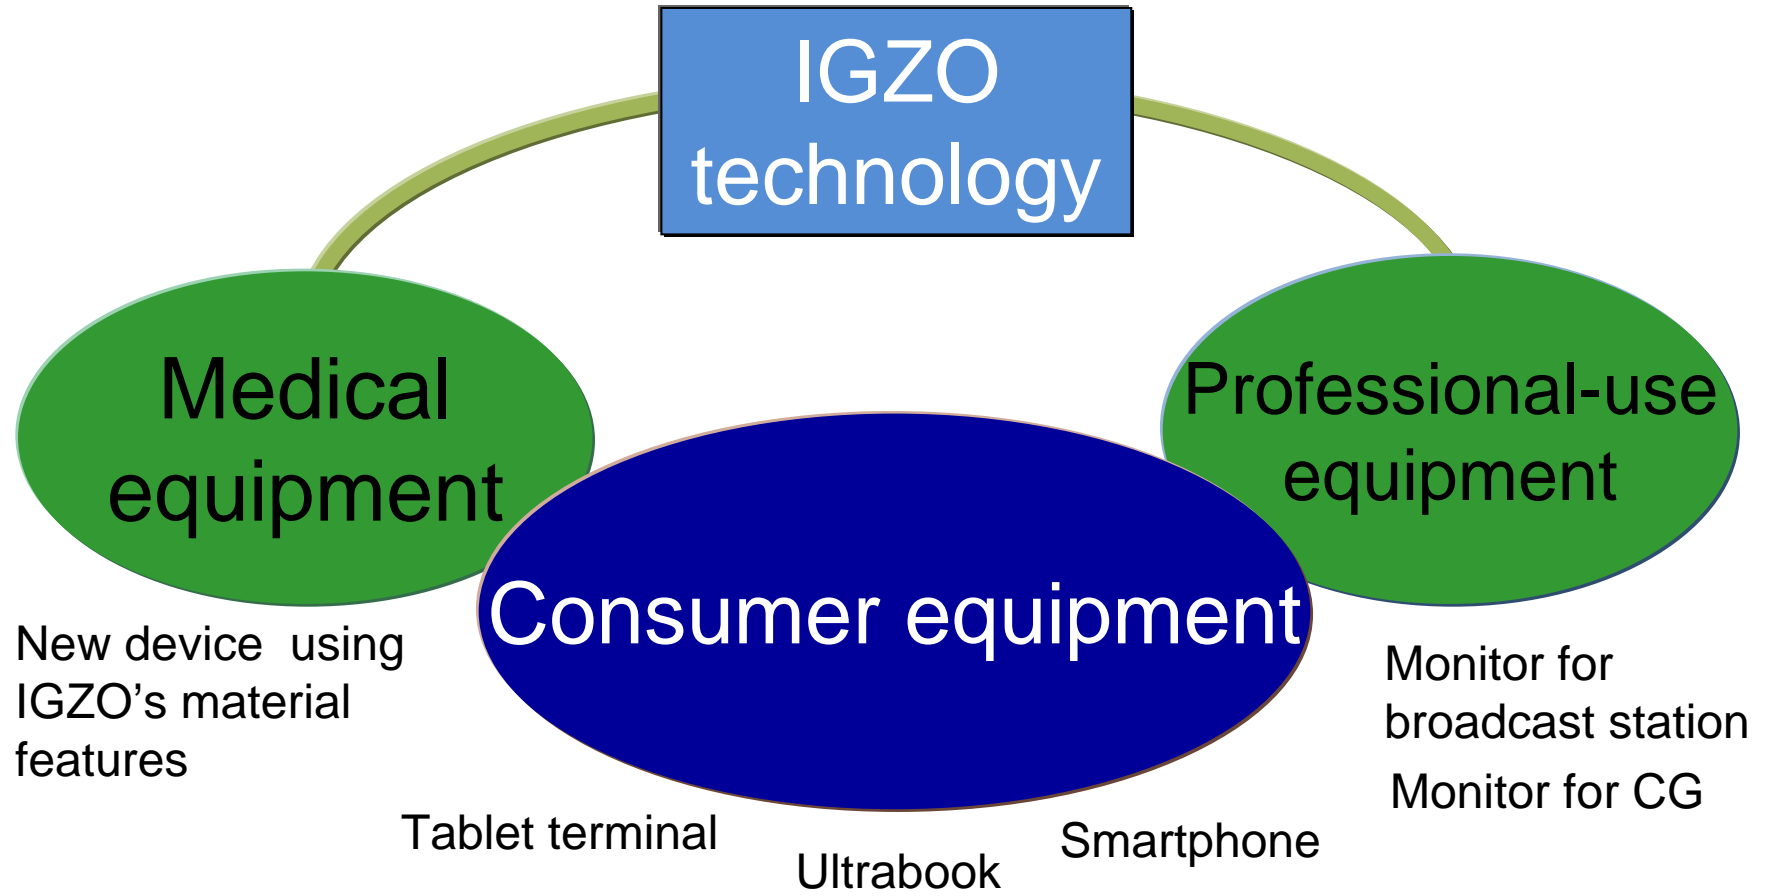 IGZO
technology
Medical
equipment
Professional-use
equipment
Consumer equipment
New device  using
IGZO’s material
features
Monitor for
broadcast station
Monitor for CG
Tablet terminal
Ultrabook
Smartphone